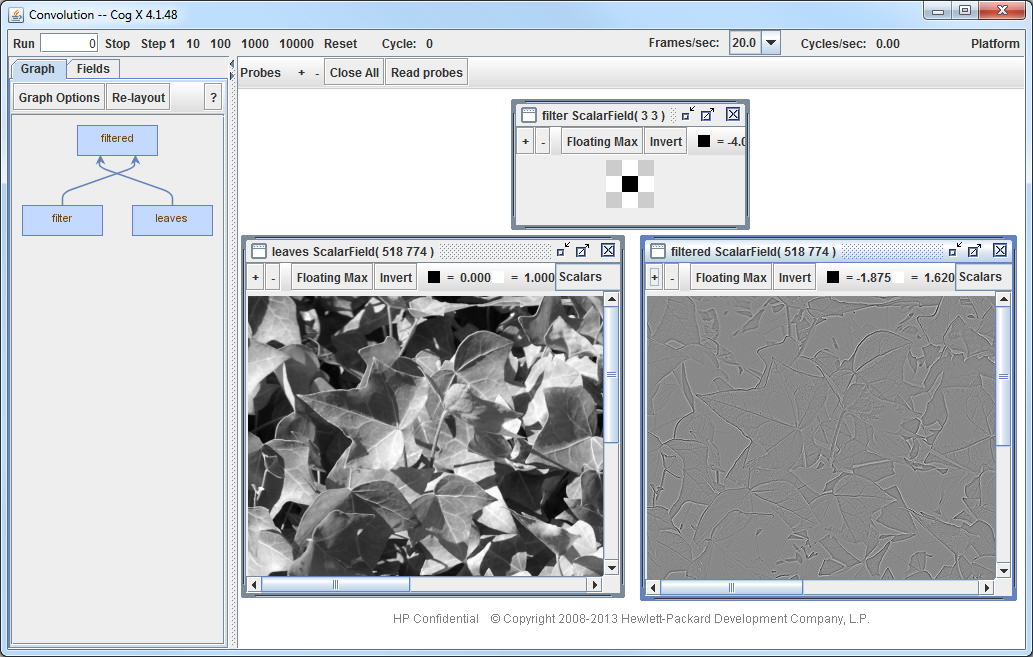 Convolution -- Cog X 4.1.48
Run 0 Stop Step 1 10 100 1000 10000 Reset Cycle: 0 Frames/sec: 20.0 Cycles/sec: 0.00 Platform
Graph Fields
Probes + - Close All Read probes
Graph Options Re-layout ?
filtered
filter leaves
filter ScalarField( 3 3 )
+ - Floating Max Invert = -4.0
leaves ScalarField( 518 774 )
+ - Floating Max Invert = 0.000 = 1.000 Scalars
filtered ScalarField( 518 774 )
+ - Floating Max Invert = -1.875 = 1.620 Scalars
HP Confidential © Copyright 2008-2013 Hewlett-Packard Development Company, L.P.